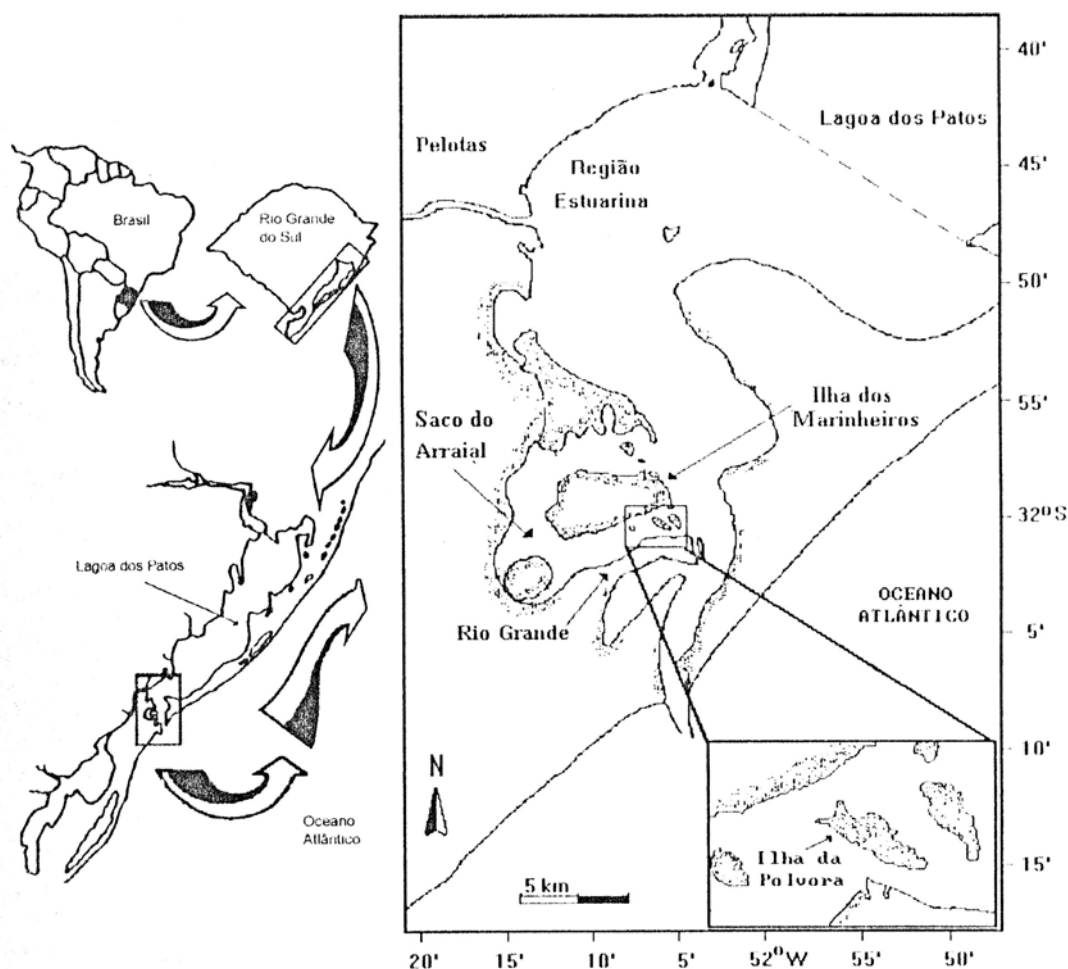 Brasil
Rio Grande
do Sul
Lagoa dos Patos
Oceano
Atlântico
Pelotas
Região
Estuarina
Lagoa dos Patos
Saco do
Arraial
Ilha dos
Marinheiros
Rio Grande
OCEANO
ATLÂNTICO
N
5 km
Ilha da
Polvora
40'
45'
50'
55'
32º S
5'
10'
15'
20'
15'
10'
5'
52º W
55'
50'